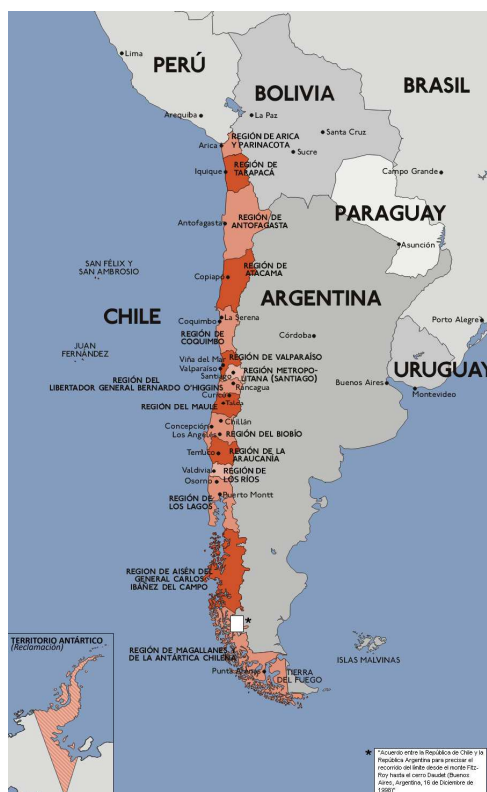 Lima
PERÚ
BOLIVIA
BRASIL
Arequiba
La Paz
Santa Cruz
REGIÓN DE ARICA
Y PARINACOTA
Arica
Sucre
REGIÓN DE
TARAPACÁ
Iquique
Campo Grande
PARAGUAY
REGIÓN DE
ANTOFAGASTA
Antofagasta
Asunción
SAN FÉLIX Y
SAN AMBROSIO
REGIÓN DE
ATACAMA
Copiapó
ARGENTINA
CHILE
La Serena
Coquimbo
Porto Alegre
REGIÓN DE
COQUIMBO
Córdoba
JUAN
FERNÁNDEZ
Viña del Mar
REGIÓN DE VALPARAÍSO
Valparaíso
REGIÓN METROPO-
LITANA (SANTIAGO)
Santiago
URUGUAY
REGIÓN DEL
LIBERTADOR GENERAL BERNARDO O'HIGGINS
Rancagua
Buenos Aires
Montevideo
Curicó
REGIÓN DEL MAULE
Talca
Chillán
Concepción
Los Angeles
REGIÓN DEL BIOBÍO
Temuco
REGIÓN DE LA
ARAUCANÍA
Valdivia
REGIÓN DE
LOS RÍOS
Osorno
REGIÓN DE
LOS LAGOS
Puerto Montt
REGION DE AISÉN DEL
GENERAL CARLOS
IBÁÑEZ DEL CAMPO
*
TERRITORIO ANTÁRTICO
(Reclamación)
REGIÓN DE MAGALLANES Y
DE LA ANTÁRTICA CHILENA
Punta Arenas
TIERRA
DEL FUEGO
ISLAS MALVINAS
* "Acuerdo entre la República de Chile y la
República Argentina para precisar el
recorrido del límite desde el monte Fitz-
Roy hasta el cerro Daudet (Buenos
Aires, Argentina, 16 de Diciembre de
1998)"